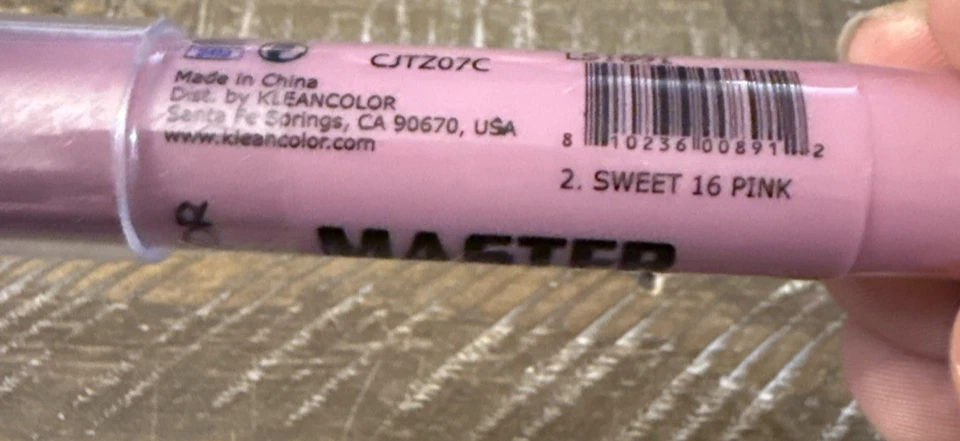 CJTZ07C
Made in China
Dist. by KLEANCOLOR
Santa Fe Springs, CA 90670, USA
www.kleancolor.com
8 10236 00891 2
2. SWEET 16 PINK
MASTER